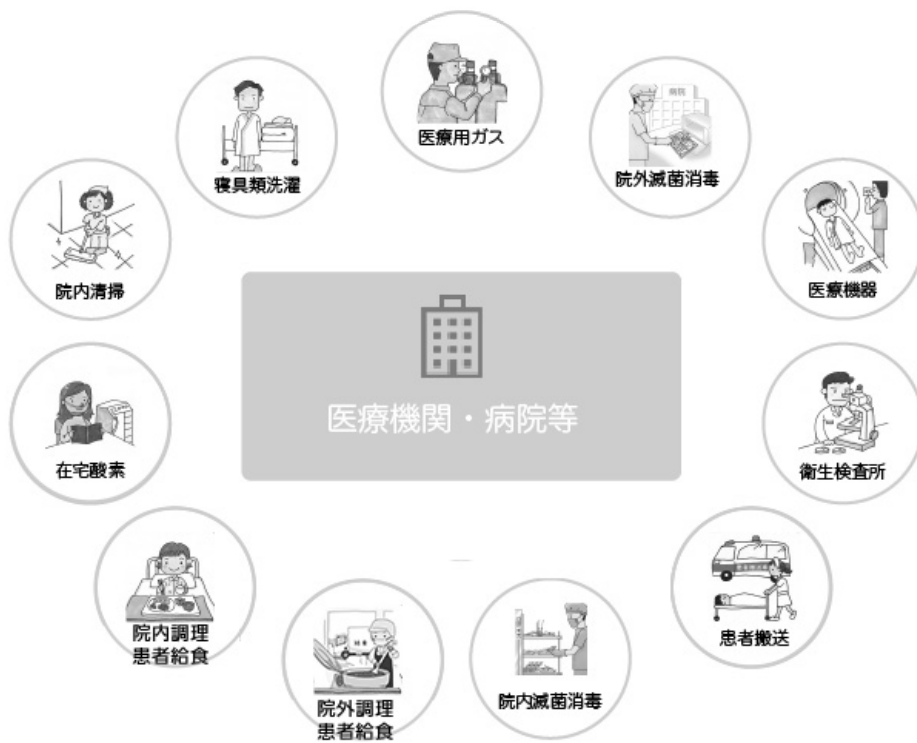 医療用ガス
院外滅菌消毒
病院
医療機器
衛生検査所
患者搬送
院内滅菌消毒
院外調理
患者給食
院内調理
患者給食
在宅酸素
院内清掃
寝具類洗濯
医療機関・病院等